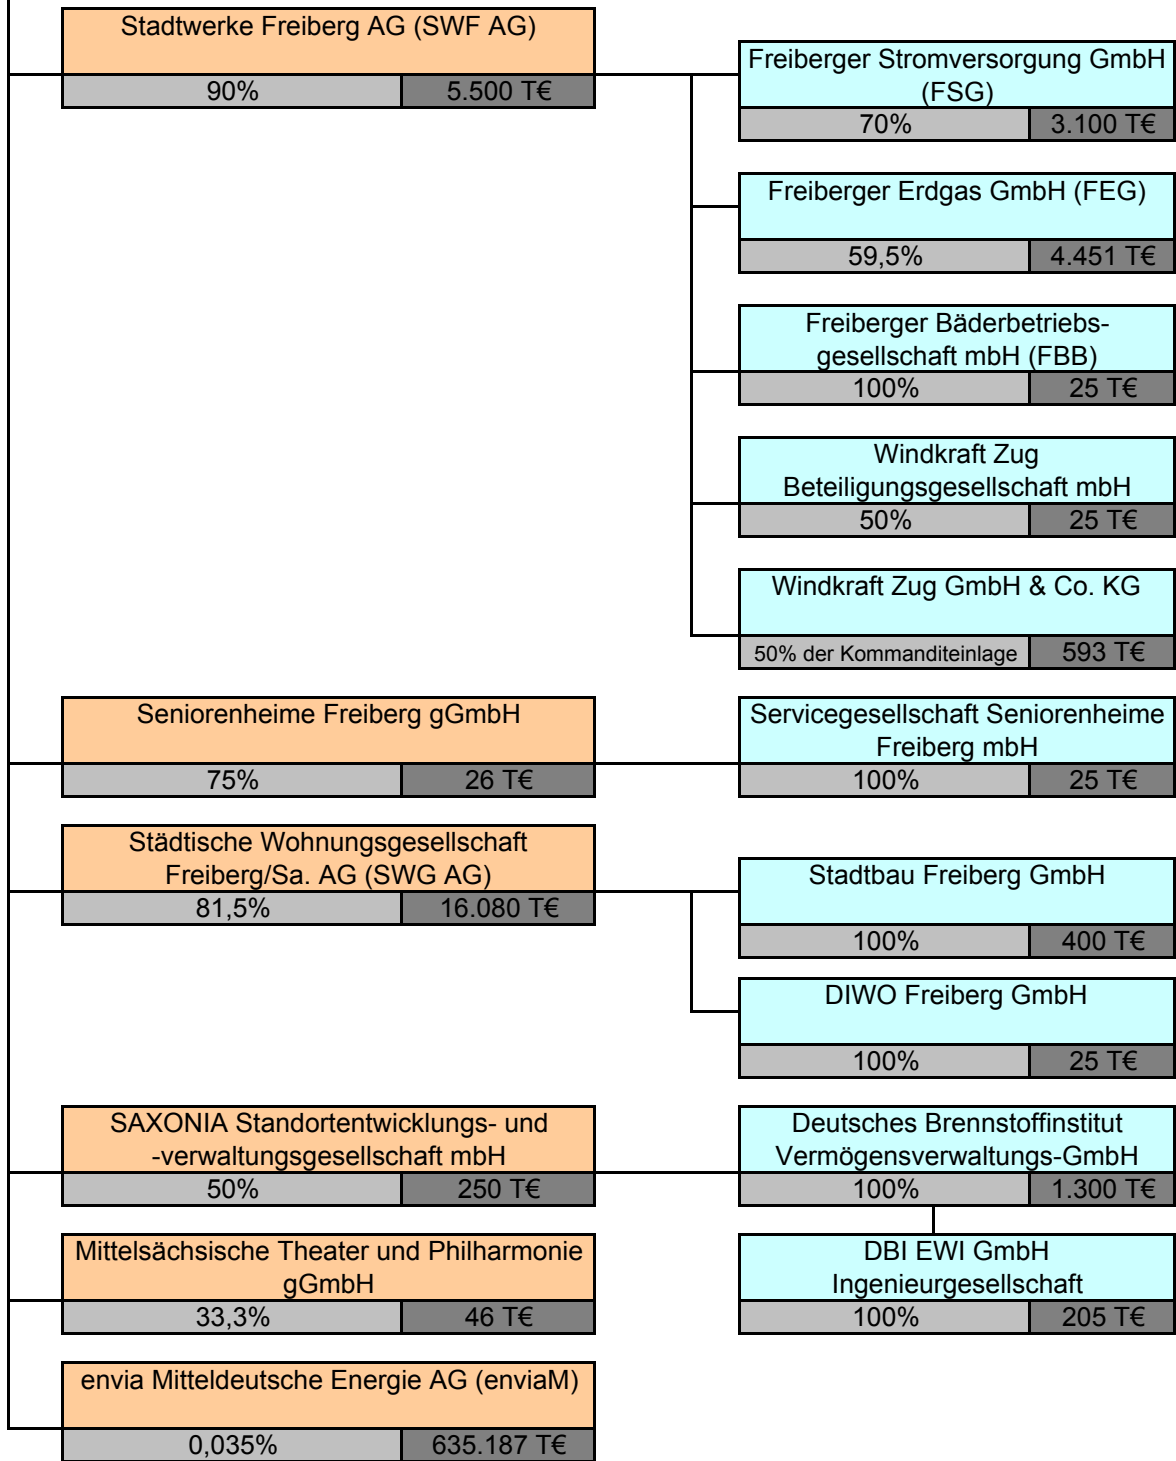 Stadtwerke Freiberg AG (SWF AG)
90% 5.500 T€
Freiberger Stromversorgung GmbH
(FSG)
70% 3.100 T€
Freiberger Erdgas GmbH (FEG)
59,5% 4.451 T€
Freiberger Bäderbetriebs-
gesellschaft mbH (FBB)
100% 25 T€
Windkraft Zug
Beteiligungsgesellschaft mbH
50% 25 T€
Windkraft Zug GmbH & Co. KG
50% der Kommanditeinlage 593 T€
Seniorenheime Freiberg gGmbH
75% 26 T€
Servicegesellschaft Seniorenheime
Freiberg mbH
100% 25 T€
Städtische Wohnungsgesellschaft
Freiberg/Sa. AG (SWG AG)
81,5% 16.080 T€
Stadtbau Freiberg GmbH
100% 400 T€
DIWO Freiberg GmbH
100% 25 T€
SAXONIA Standortentwicklungs- und
-verwaltungsgesellschaft mbH
50% 250 T€
Deutsches Brennstoffinstitut
Vermögensverwaltungs-GmbH
100% 1.300 T€
Mittelsächsische Theater und Philharmonie
gGmbH
33,3% 46 T€
DBI EWI GmbH
Ingenieurgesellschaft
100% 205 T€
envia Mitteldeutsche Energie AG (enviaM)
0,035% 635.187 T€